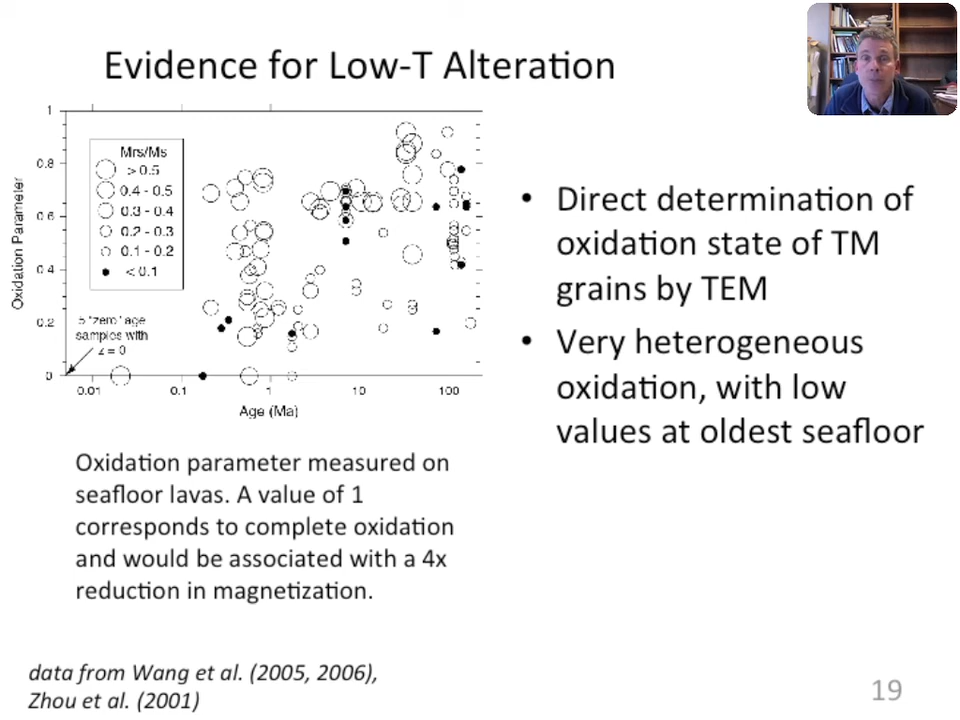 Evidence for Low-T Alteration
1
0.8
0.6
0.4
0.2
0
Oxidation Parameter
Mrs/Ms
> 0.5
0.4 - 0.5
0.3 - 0.4
0.2 - 0.3
0.1 - 0.2
< 0.1
5 "zero" age
samples with
z = 0
0.01 0.1 1 10 100
Age (Ma)
Oxidation parameter measured on
seafloor lavas. A value of 1
corresponds to complete oxidation
and would be associated with a 4x
reduction in magnetization.
• Direct determination of
oxidation state of TM
grains by TEM
• Very heterogeneous
oxidation, with low
values at oldest seafloor
data from Wang et al. (2005, 2006),
Zhou et al. (2001)
19